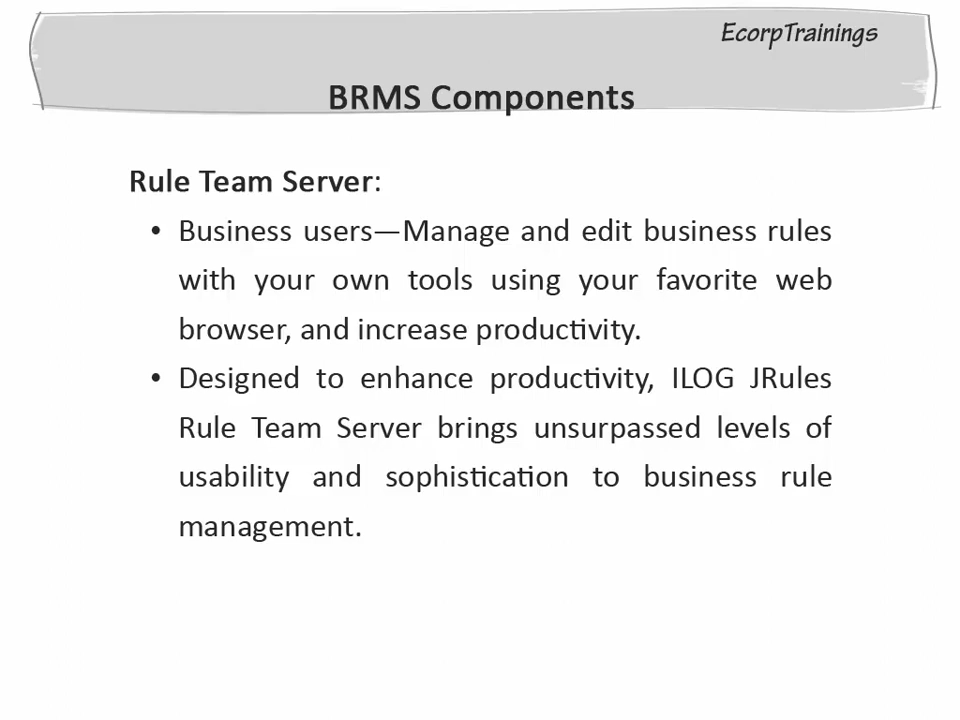 EcorpTrainings
BRMS Components
Rule Team Server:
• Business users—Manage and edit business rules
with your own tools using your favorite web
browser, and increase productivity.
• Designed to enhance productivity, ILOG JRules
Rule Team Server brings unsurpassed levels of
usability and sophistication to business rule
management.